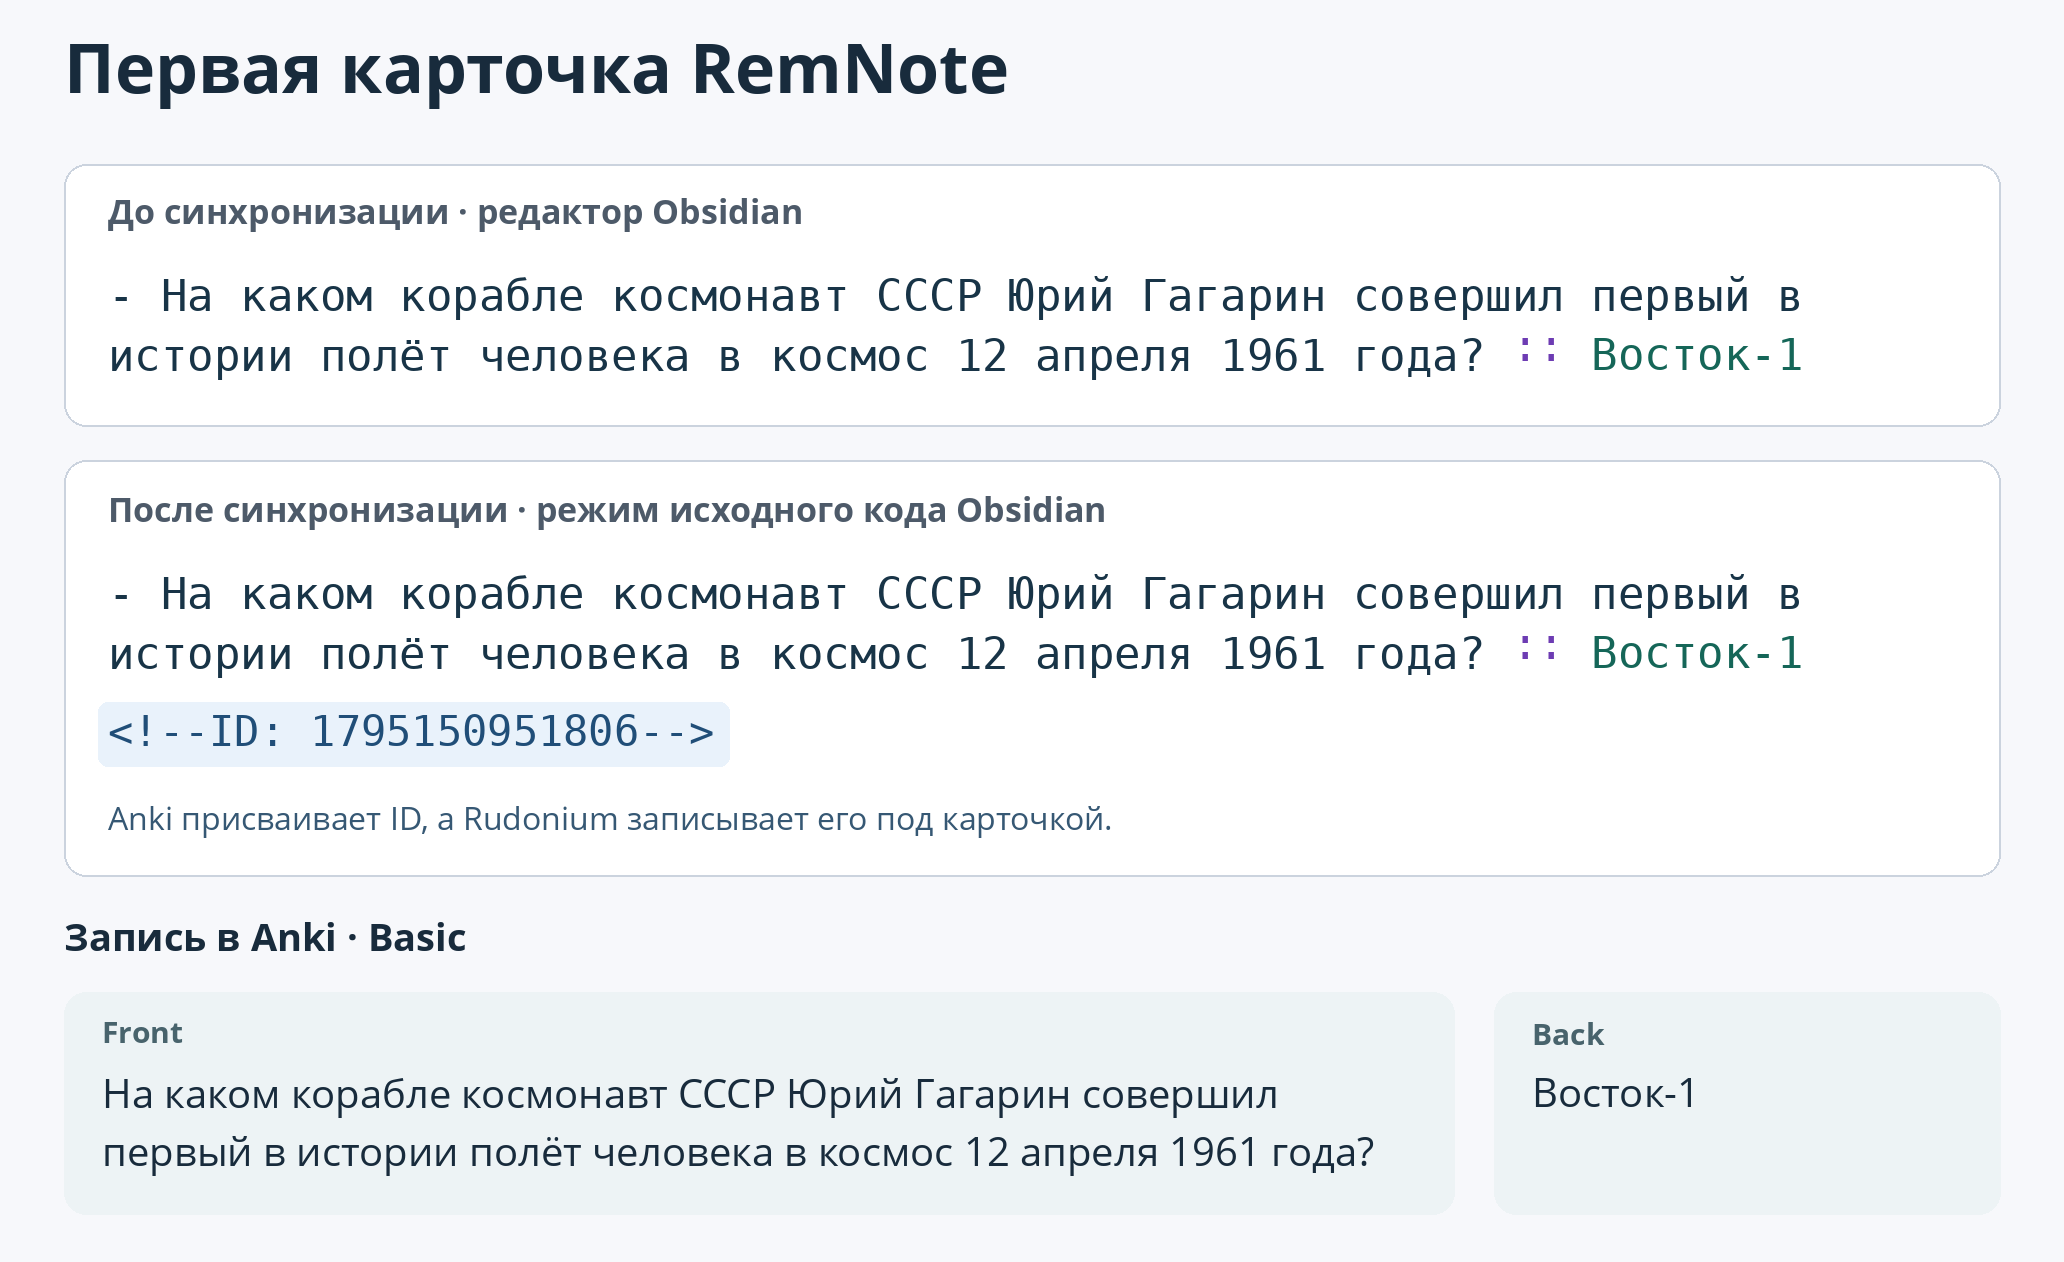 Первая карточка RemNote
До синхронизации · редактор Obsidian
- На каком корабле космонавт СССР Юрий Гагарин совершил первый в
истории полёт человека в космос 12 апреля 1961 года? :: Восток-1
После синхронизации · режим исходного кода Obsidian
- На каком корабле космонавт СССР Юрий Гагарин совершил первый в
истории полёт человека в космос 12 апреля 1961 года? :: Восток-1
<!--ID: 1795150951806-->
Anki присваивает ID, а Rudonium записывает его под карточкой.
Запись в Anki · Basic
Front
На каком корабле космонавт СССР Юрий Гагарин совершил
первый в истории полёт человека в космос 12 апреля 1961 года?
Back
Восток-1